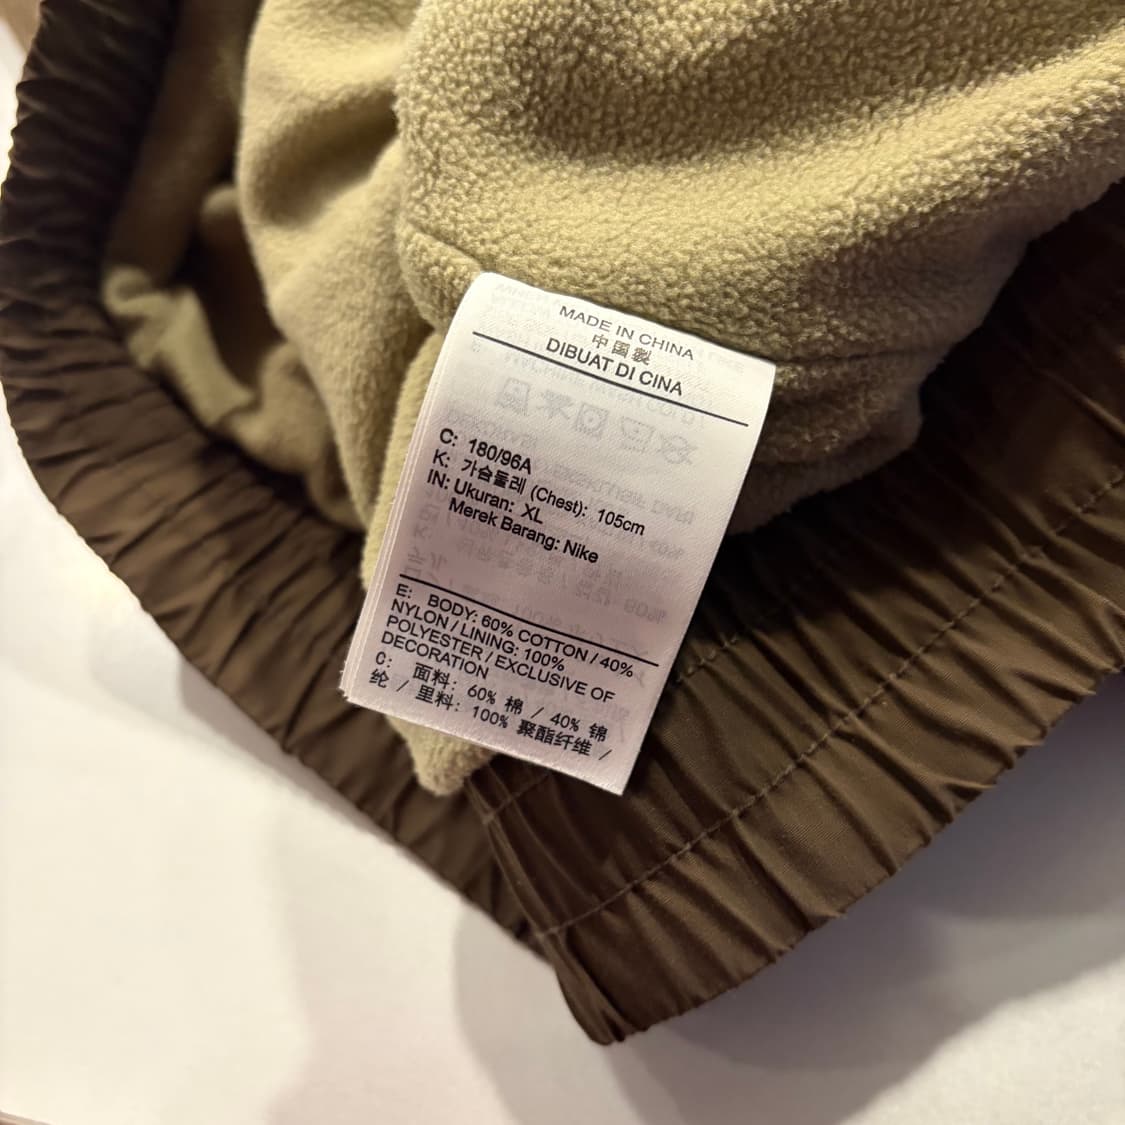 MADE IN CHINA
中国製
DIBUAT DI CINA
C: 180/96A
K: 가슴둘레 (Chest): 105cm
IN: Ukuran: XL
Merek Barang: Nike
E: BODY: 60% COTTON / 40%
NYLON / LINING: 100%
POLYESTER / EXCLUSIVE OF
DECORATION
C: 面料: 60% 棉 / 40% 锦
纶 / 里料: 100% 聚酯纤维 /